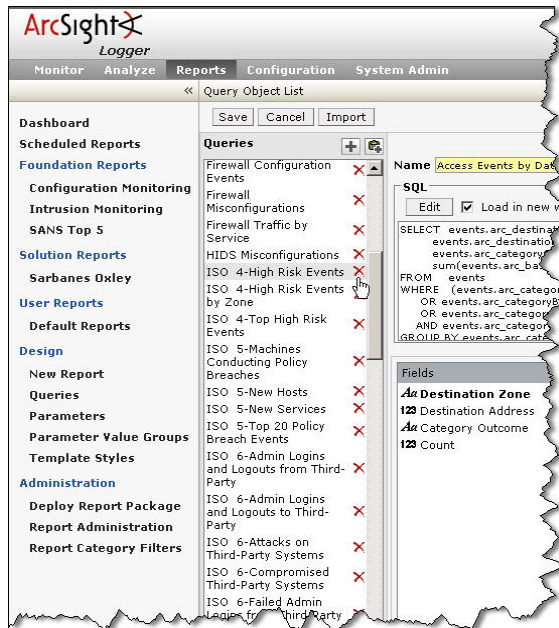 ArcSight
Logger
Monitor Analyze Reports Configuration System Admin
« Query Object List
Dashboard
Scheduled Reports
Foundation Reports
Configuration Monitoring
Intrusion Monitoring
SANS Top 5
Solution Reports
Sarbanes Oxley
User Reports
Default Reports
Design
New Report
Queries
Parameters
Parameter Value Groups
Template Styles
Administration
Deploy Report Package
Report Administration
Report Category Filters
Save Cancel Import
Queries
Firewall Configuration
Events
Firewall
Misconfigurations
Firewall Traffic by
Service
HIDS Misconfigurations
ISO 4-High Risk Events
ISO 4-High Risk Events
by Zone
ISO 4-Top High Risk
Events
ISO 5-Machines
Conducting Policy
Breaches
ISO 5-New Hosts
ISO 5-New Services
ISO 5-Top 20 Policy
Breach Events
ISO 6-Admin Logins
and Logouts from Third-
Party
ISO 6-Admin Logins
and Logouts to Third-
Party
ISO 6-Attacks on
Third-Party Systems
ISO 6-Compromised
Third-Party Systems
ISO 6-Failed Admin
Logins from Third Party
Name Access Events by Dat
SQL
Edit Load in new w
SELECT events.arc_destinat
events.arc_destination
events.arc_category
sum(events.arc_bas
FROM events
WHERE (events.arc_categor
OR events.arc_categoryB
OR events.arc_categor
AND events.arc_categor
GROUP BY events.arc_cate
Fields
Aa Destination Zone
123 Destination Address
Aa Category Outcome
123 Count